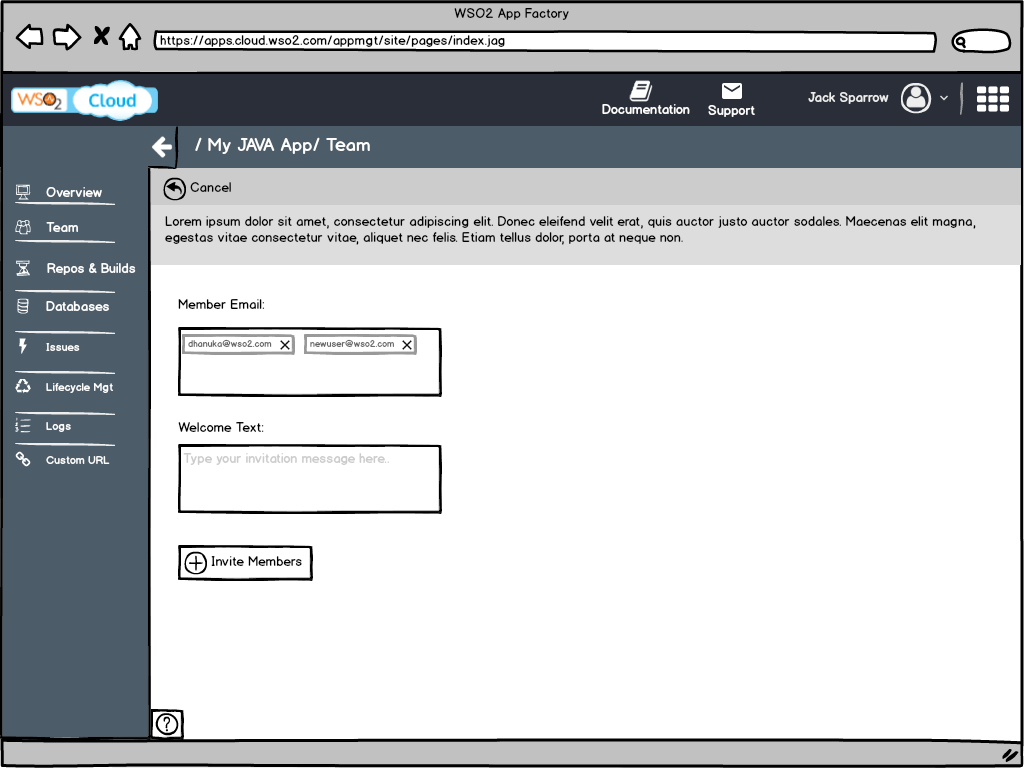 WSO2 App Factory
https://apps.cloud.wso2.com/appmgt/site/pages/index.jag
WSO2 Cloud
Documentation
Support
Jack Sparrow
/ My JAVA App/ Team
Overview
Team
Repos & Builds
Databases
Issues
Lifecycle Mgt
Logs
Custom URL
Cancel
Lorem ipsum dolor sit amet, consectetur adipiscing elit. Donec eleifend velit erat, quis auctor justo auctor sodales. Maecenas elit magna,
egestas vitae consectetur vitae, aliquet nec felis. Etiam tellus dolor, porta at neque non.
Member Email:
dhanuka@wso2.com
newuser@wso2.com
Welcome Text:
Type your invitation message here..
Invite Members
?